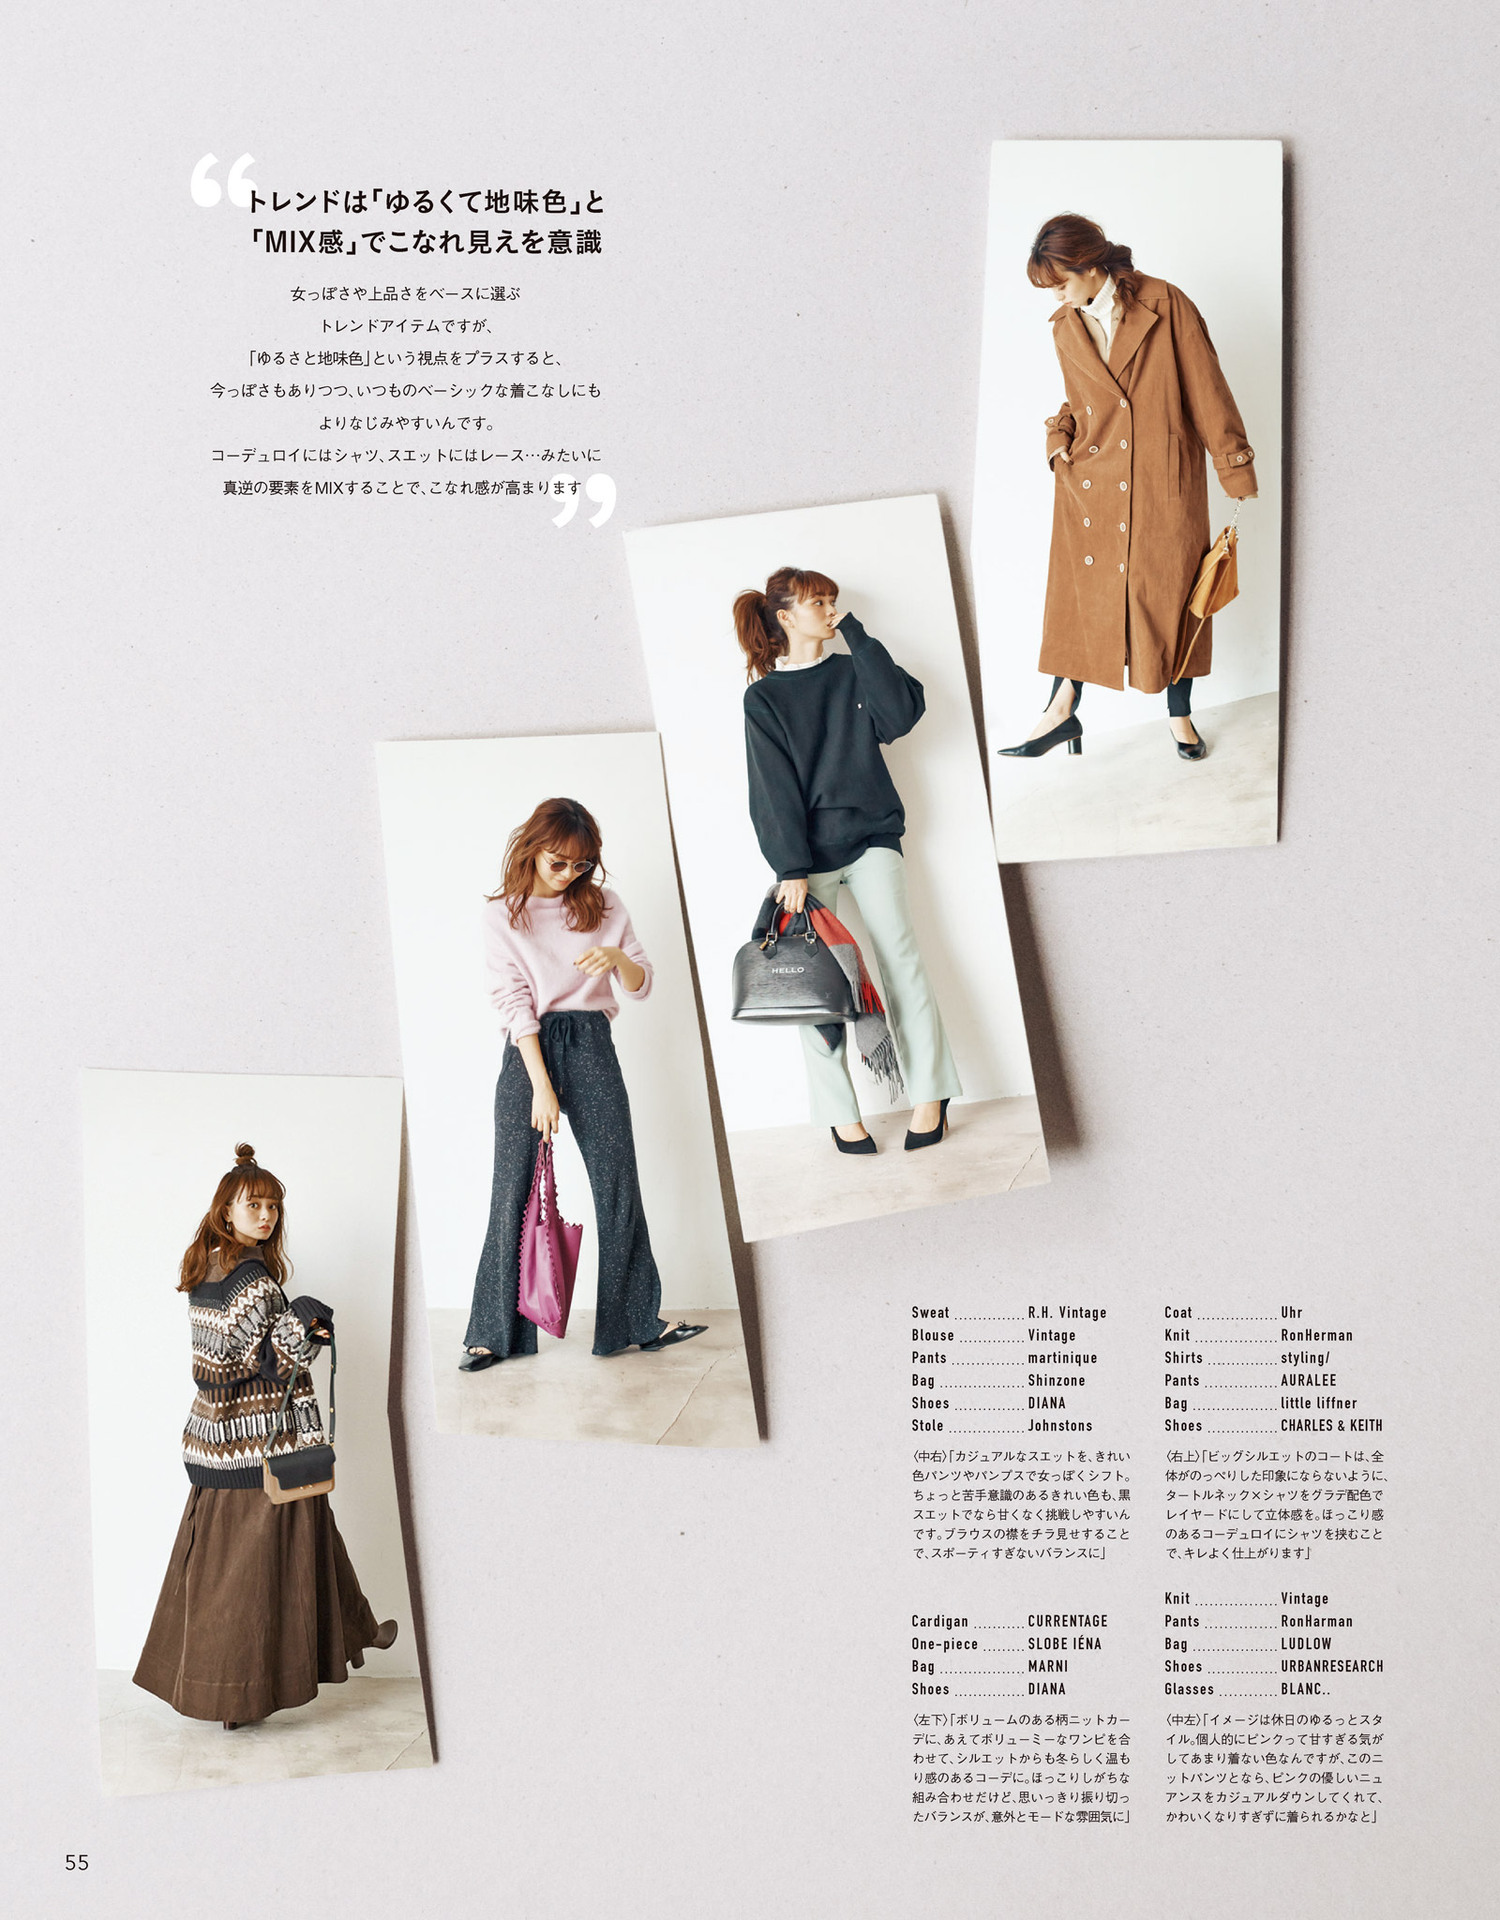 トレンドは「ゆるくて地味色」と
「MIX感」でこなれ見えを意識
女っぽさや上品さをベースに選ぶ
トレンドアイテムですが、
「ゆるさと地味色」という視点をプラスすると、
今っぽさもありつつ、いつものベーシックな着こなしにも
よりなじみやすいんです。
コーデュロイにはシャツ、スエットにはレース…みたいに
真逆の要素をMIXすることで、こなれ感が高まります
HELLO
Sweat .............. R.H. Vintage
Blouse ............. Vintage
Pants ............... martinique
Bag ................. Shinzone
Shoes .............. DIANA
Stole ............... Johnstons
〈中右〉「カジュアルなスエットを、きれい
色パンツやパンプスで女っぽくシフト。
ちょっと苦手意識のあるきれい色も、黒
スエットでなら甘くなく挑戦しやすいん
です。ブラウスの襟をチラ見せすること
で、スポーティすぎないバランスに」
Coat ................ Uhr
Knit ................. RonHerman
Shirts .............. styling/
Pants ............... AURALEE
Bag ................. little liffner
Shoes ............... CHARLES & KEITH
〈右上〉「ビッグシルエットのコートは、全
体がのっぺりした印象にならないように、
タートルネック×シャツをグラデ配色で
レイヤードにして立体感を。ほっこり感
のあるコーデュロイにシャツを挟むこと
で、キレよく仕上がります」
Cardigan .......... CURRENTAGE
One-piece ........ SLOBE IÉNA
Bag ................. MARNI
Shoes .............. DIANA
〈左下〉「ボリュームのある柄ニットカー
デに、あえてボリューミーなワンピを合
わせて、シルエットからも冬らしく温も
り感のあるコーデに。ほっこりしがちな
組み合わせだけど、思いっきり振り切っ
たバランスが、意外とモードな雰囲気に」
Knit ................. Vintage
Pants ............... RonHarman
Bag ................. LUDLOW
Shoes ............... URBANRESEARCH
Glasses ............ BLANC..
〈中左〉「イメージは休日のゆるっとスタ
イル。個人的にピンクって甘すぎる気が
してあまり着ない色なんですが、このニ
ットパンツとなら、ピンクの優しいニュ
アンスをカジュアルダウンしてくれて、
かわいくなりすぎずに着られるかなと」
55